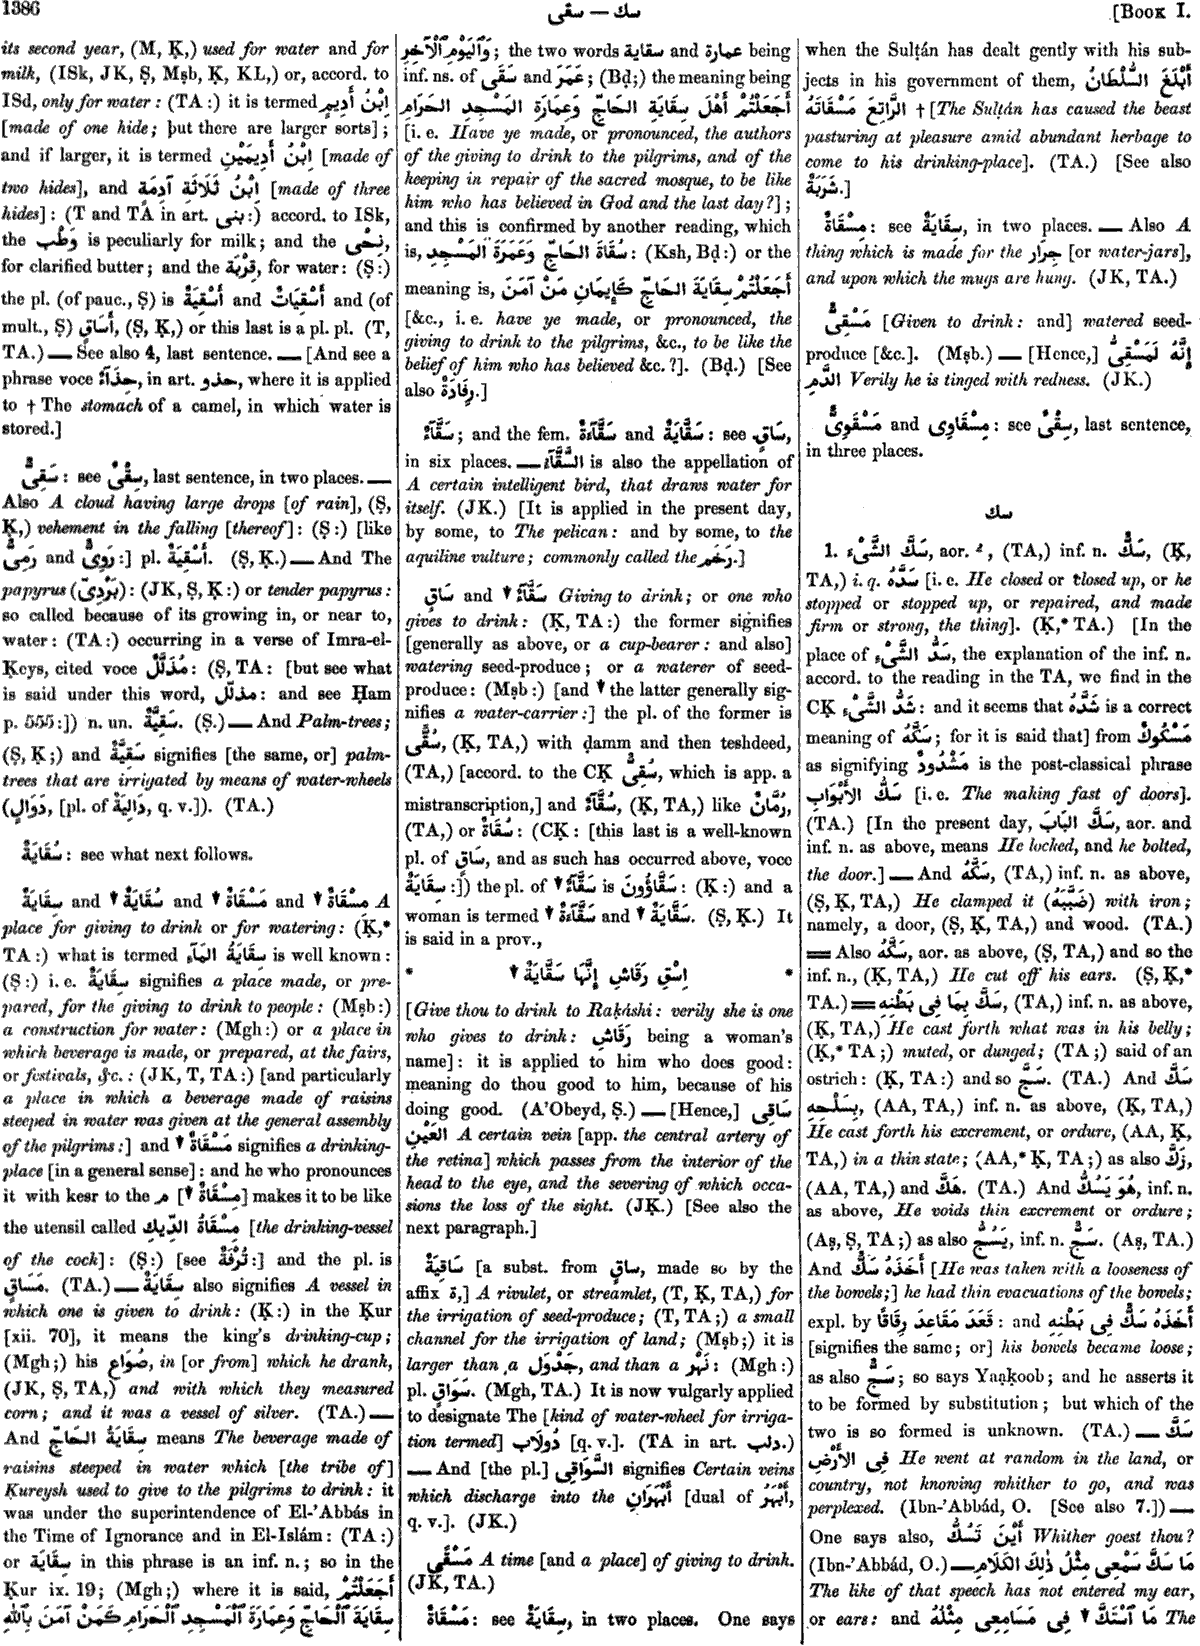 1386
سقى — سك
[Book I.
its second year, (M, Ḳ,) used for water and for
milk, (ISk, JK, Ṣ, Mṣb, Ḳ, KL,) or, accord. to
ISd, only for water : (TA :) it is termed اِبْنُ أَدِيمٍ
[made of one hide; but there are larger sorts] ;
and if larger, it is termed اِبْنُ أَدِيمَيْنِ [made of
two hides], and اِبْنُ ثَلَاثَةِ آدِمَةٍ [made of three
hides] : (T and TA in art. بنى :) accord. to ISk,
the وَطْب is peculiarly for milk; and the نِحْى,
for clarified butter; and the قِرْبَة, for water : (Ṣ :)
the pl. (of pauc., Ṣ) is أَسْقِيَةٌ and أَسْقِيَاتٌ and (of
mult., Ṣ) أَسَاقٍ, (Ṣ, Ḳ,) or this last is a pl. pl. (T,
TA.) — See also 4, last sentence. — [And see a
phrase voce حِذَآءٌ, in art. حذو, where it is applied
to † The stomach of a camel, in which water is
stored.]
سَقِىٌّ : see سِقْىٌ, last sentence, in two places. —
Also A cloud having large drops [of rain], (Ṣ,
Ḳ,) vehement in the falling [thereof] : (Ṣ :) [like
رَمِىٌّ and رَوِىٌّ :] pl. أَسْقِيَةٌ. (Ṣ, Ḳ.) — And The
papyrus (بَرْدِىّ) : (JK, Ṣ, Ḳ :) or tender papyrus :
so called because of its growing in, or near to,
water : (TA :) occurring in a verse of Imra-el-
Ḳeys, cited voce مُذَلَّلٌ : (Ṣ, TA : [but see what
is said under this word, مذلّل : and see Ḥam
p. 555 :]) n. un. سَقِيَّةٌ. (Ṣ.) — And Palm-trees;
(Ṣ, Ḳ ;) and سَقِيَّةٌ signifies [the same, or] palm-
trees that are irrigated by means of water-wheels
(دَوَالٍ, [pl. of دَالِيَةٌ, q. v.]). (TA.)
سُقَايَةٌ : see what next follows.
سِقَايَةٌ and ▾ سُقَايَةٌ and ▾ مَسْقَاةٌ and ▾ مِسْقَاةٌ A
place for giving to drink or for watering : (Ḳ,*
TA :) what is termed سِقَايَةُ المَآءِ is well known :
(Ṣ :) i. e. سِقَايَةٌ signifies a place made, or pre-
pared, for the giving to drink to people : (Mṣb :)
a construction for water : (Mgh :) or a place in
which beverage is made, or prepared, at the fairs,
or festivals, &c. : (JK, T, TA :) [and particularly
a place in which a beverage made of raisins
steeped in water was given at the general assembly
of the pilgrims :] and ▾ مَسْقَاةٌ signifies a drinking-
place [in a general sense] : and he who pronounces
it with kesr to the م [▾ مِسْقَاةٌ] makes it to be like
the utensil called مِسْقَاةُ الدِّيكِ [the drinking-vessel
of the cock] : (Ṣ :) [see تُرْفَةٌ :] and the pl. is
مَسَاقٍ. (TA.) — سِقَايَةٌ also signifies A vessel in
which one is given to drink : (Ḳ :) in the Ḳur
[xii. 70], it means the king's drinking-cup;
(Mgh ;) his صُوَاع, in [or from] which he drank,
(JK, Ṣ, TA,) and with which they measured
corn; and it was a vessel of silver. (TA.) —
And سِقَايَةُ الحَاجِّ means The beverage made of
raisins steeped in water which [the tribe of]
Ḳureysh used to give to the pilgrims to drink : it
was under the superintendence of El-'Abbás in
the Time of Ignorance and in El-Islám : (TA :)
or سِقَايَة in this phrase is an inf. n.; so in the
Ḳur ix. 19; (Mgh ;) where it is said, أَجَعَلْتُمْ
سِقَايَةَ ٱلْحَآجِّ وَعِمَارَةَ ٱلْمَسْجِدِ ٱلْحَرَامِ كَمَنْ آمَنَ بِٱللّٰهِ
وَٱلْيَوْمِ ٱلْآخِرِ ; the two words سقاية and عمارة being
inf. ns. of سَقَى and عَمَرَ ; (Bḍ ;) the meaning being
أَجَعَلْتُمْ أَهْلَ سِقَايَةِ الحَاجِّ وَعِمَارَةِ المَسْجِدِ الحَرَامِ
[i. e. Have ye made, or pronounced, the authors
of the giving to drink to the pilgrims, and of the
keeping in repair of the sacred mosque, to be like
him who has believed in God and the last day?] ;
and this is confirmed by another reading, which
is, سُقَاةَ الحَاجِّ وَعَمَرَةَ المَسْجِدِ : (Ksh, Bḍ :) or the
meaning is, أَجَعَلْتُمْ سِقَايَةَ الحَاجِّ كَإِيمَانِ مَنْ آمَنَ
[&c., i. e. have ye made, or pronounced, the
giving to drink to the pilgrims, &c., to be like the
belief of him who has believed &c. ?]. (Bḍ.) [See
also رِفَادَةٌ.]
سَقَّآءٌ ; and the fem. سَقَّآءَةٌ and سَقَّايَةٌ : see سَاقٍ,
in six places. — السَّقَّآءُ is also the appellation of
A certain intelligent bird, that draws water for
itself. (JK.) [It is applied in the present day,
by some, to The pelican : and by some, to the
aquiline vulture; commonly called the رَخَم.]
سَاقٍ and ▾ سَقَّآءٌ Giving to drink; or one who
gives to drink : (Ḳ, TA :) the former signifies
[generally as above, or a cup-bearer : and also]
watering seed-produce; or a waterer of seed-
produce : (Mṣb :) [and ▾ the latter generally sig-
nifies a water-carrier :] the pl. of the former is
سُقًّى, (Ḳ, TA,) with ḍamm and then teshdeed,
(TA,) [accord. to the CḲ سُقِىٌّ, which is app. a
mistranscription,] and سُقَّآءٌ, (Ḳ, TA,) like رُمَّانٌ,
(TA,) or سُقَاةٌ : (CḲ : [this last is a well-known
pl. of سَاقٍ, and as such has occurred above, voce
سِقَايَةٌ :]) the pl. of ▾ سَقَّآءٌ is سَقَّاؤُونَ : (Ḳ :) and a
woman is termed ▾ سَقَّآءَةٌ and ▾ سَقَّايَةٌ. (Ṣ, Ḳ.) It
is said in a prov.,
* اِسْقِ رَقَاشِ إِنَّهَا سَقَّايَةٌ ▾ *
[Give thou to drink to Raḳáshi : verily she is one
who gives to drink : رَقَاشِ being a woman's
name] : it is applied to him who does good :
meaning do thou good to him, because of his
doing good. (A'Obeyd, Ṣ.) — [Hence,] سَاقِى
العَيْنِ A certain vein [app. the central artery of
the retina] which passes from the interior of the
head to the eye, and the severing of which occa-
sions the loss of the sight. (JḲ.) [See also the
next paragraph.]
سَاقِيَةٌ [a subst. from ساقٍ, made so by the
affix ة,] A rivulet, or streamlet, (T, Ḳ, TA,) for
the irrigation of seed-produce; (T, TA ;) a small
channel for the irrigation of land; (Mṣb ;) it is
larger than a جَدْوَل, and than a نَهْر : (Mgh :)
pl. سَوَاقٍ. (Mgh, TA.) It is now vulgarly applied
to designate The [kind of water-wheel for irriga-
tion termed] دُولَاب [q. v.]. (TA in art. دلب.)
— And [the pl.] السَّوَاقِى signifies Certain veins
which discharge into the أَبْهَرَانِ [dual of أَبْهَرُ,
q. v.]. (JK.)
مَسْقًى A time [and a place] of giving to drink.
(JK, TA.)
مَسْقَاةٌ : see سِقَايَةٌ, in two places. One says
when the Sulṭán has dealt gently with his sub-
jects in his government of them, أَبْلَغَ السُّلْطَانُ
الرَّاتِعَ مَسْقَاتَهُ † [The Sulṭán has caused the beast
pasturing at pleasure amid abundant herbage to
come to his drinking-place]. (TA.) [See also
شَرَبَةٌ.]
مِسْقَاةٌ : see سِقَايَةٌ, in two places. — Also A
thing which is made for the جِرَار [or water-jars],
and upon which the mugs are hung. (JK, TA.)
مَسْقِىٌّ [Given to drink : and] watered seed-
produce [&c.]. (Mṣb.) — [Hence,] إِنَّهُ لَمَسْقِىُّ
الدَّمِ Verily he is tinged with redness. (JK.)
مَسْقَوِىٌّ and مِسْقَاوِى : see سِقْىٌ, last sentence,
in three places.
سك
1. سَكَّ الشَّىْءَ, aor. ‍ُ, (TA,) inf. n. سَكٌّ, (Ḳ,
TA,) i. q. سَدَّهُ [i. e. He closed or closed up, or he
stopped or stopped up, or repaired, and made
firm or strong, the thing]. (Ḳ,* TA.) [In the
place of سَدُّ الشَّىْءِ, the explanation of the inf. n.
accord. to the reading in the TA, we find in the
CḲ شَدُّ الشَّىْءِ : and it seems that شَدَّهُ is a correct
meaning of سَكَّهُ ; for it is said that] from مَسْكُوكٌ
as signifying مَشْدُودٌ is the post-classical phrase
سَكُّ الأَبْوَابِ [i. e. The making fast of doors].
(TA.) [In the present day, سَكَّ البَابَ, aor. and
inf. n. as above, means He locked, and he bolted,
the door.] — And سَكَّهُ, (TA,) inf. n. as above,
(Ṣ, Ḳ, TA,) He clamped it (ضَبَّبَهُ) with iron;
namely, a door, (Ṣ, Ḳ, TA,) and wood. (TA.)
═ Also سَكَّهُ, aor. as above, (Ṣ, TA,) and so the
inf. n., (Ḳ, TA,) He cut off his ears. (Ṣ, Ḳ,*
TA.) ═ سَكَّ بِمَا فِى بَطْنِهِ, (TA,) inf. n. as above,
(Ḳ, TA,) He cast forth what was in his belly;
(Ḳ,* TA ;) muted, or dunged; (TA ;) said of an
ostrich : (Ḳ, TA :) and so سَجَّ. (TA.) And سَكَّ
بِسَلْحِهِ, (AA, TA,) inf. n. as above, (Ḳ, TA,)
He cast forth his excrement, or ordure, (AA, Ḳ,
TA,) in a thin state; (AA,* Ḳ, TA ;) as also زَكَّ,
(AA, TA,) and هَكَّ. (TA.) And هُوَ يَسُكُّ, inf. n.
as above, He voids thin excrement or ordure;
(Aṣ, Ṣ, TA ;) as also يَسُجُّ, inf. n. سَجٌّ. (Aṣ, TA.)
And أَخَذَهُ سَكٌّ [He was taken with a looseness of
the bowels;] he had thin evacuations of the bowels;
expl. by قَعَدَ مَقَاعِدَ رِقَاقًا : and أَخَذَهُ سَكٌّ فِى بَطْنِهِ
[signifies the same; or] his bowels became loose;
as also سَجٌّ ; so says Yaạḳoob; and he asserts it
to be formed by substitution; but which of the
two is so formed is unknown. (TA.) — سَكَّ
فِى الأَرْضِ He went at random in the land, or
country, not knowing whither to go, and was
perplexed. (Ibn-'Abbád, O. [See also 7.]) —
One says also, أَيْنَ تَسُكُّ Whither goest thou?
(Ibn-'Abbád, O.) — مَا سَكَّ سَمْعِى مِثْلُ ذٰلِكَ الكَلَامِ
The like of that speech has not entered my ear,
or ears : and مَا ٱسْتَكَّ ▾ فِى مَسَامِعِى مِثْلُهُ The